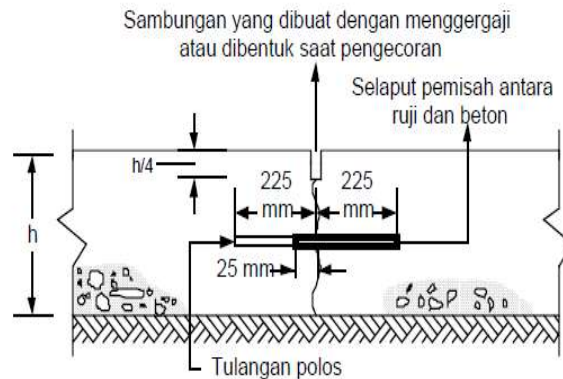 Sambungan yang dibuat dengan menggergaji
atau dibentuk saat pengecoran
Selaput pemisah antara
ruji dan beton
h/4
225
mm
225
mm
h
25 mm
Tulangan polos